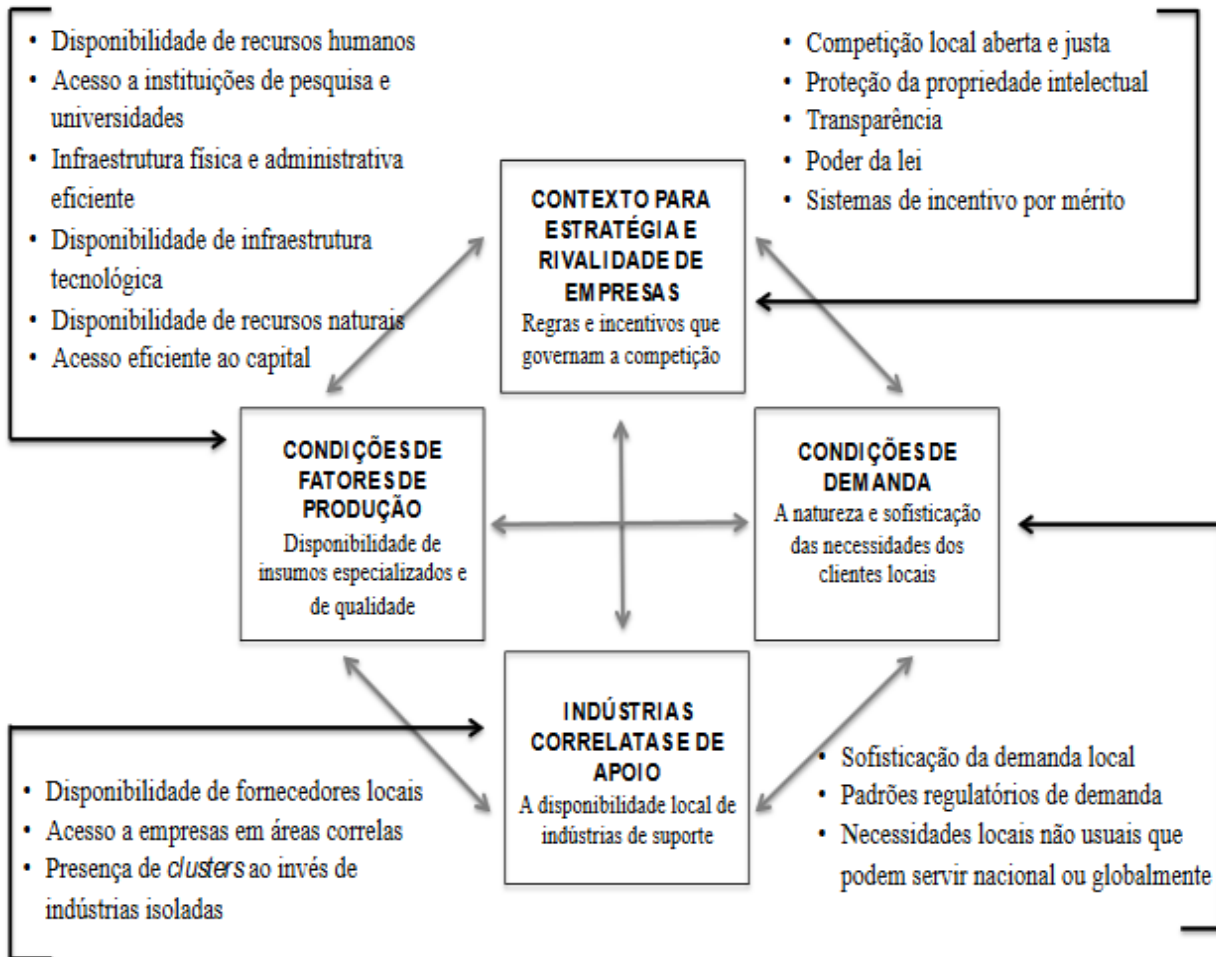 • Disponibilidade de recursos humanos
• Acesso a instituições de pesquisa e
universidades
• Infraestrutura física e administrativa
eficiente
• Disponibilidade de infraestrutura
tecnológica
• Disponibilidade de recursos naturais
• Acesso eficiente ao capital
• Competição local aberta e justa
• Proteção da propriedade intelectual
• Transparência
• Poder da lei
• Sistemas de incentivo por mérito
CONTEXTO PARA
ESTRATÉGIA E
RIVALIDADE DE
EMPRESAS
Regras e incentivos que
governam a competição
CONDIÇÕES DE
FATORES DE
PRODUÇÃO
Disponibilidade de
insumos especializados e
de qualidade
CONDIÇÕES DE
DEMANDA
A natureza e sofisticação
das necessidades dos
clientes locais
INDÚSTRIAS
CORRELATAS E DE
APOIO
A disponibilidade local de
indústrias de suporte
• Disponibilidade de fornecedores locais
• Acesso a empresas em áreas correlas
• Presença de clusters ao invés de
indústrias isoladas
• Sofisticação da demanda local
• Padrões regulatórios de demanda
• Necessidades locais não usuais que
podem servir nacional ou globalmente